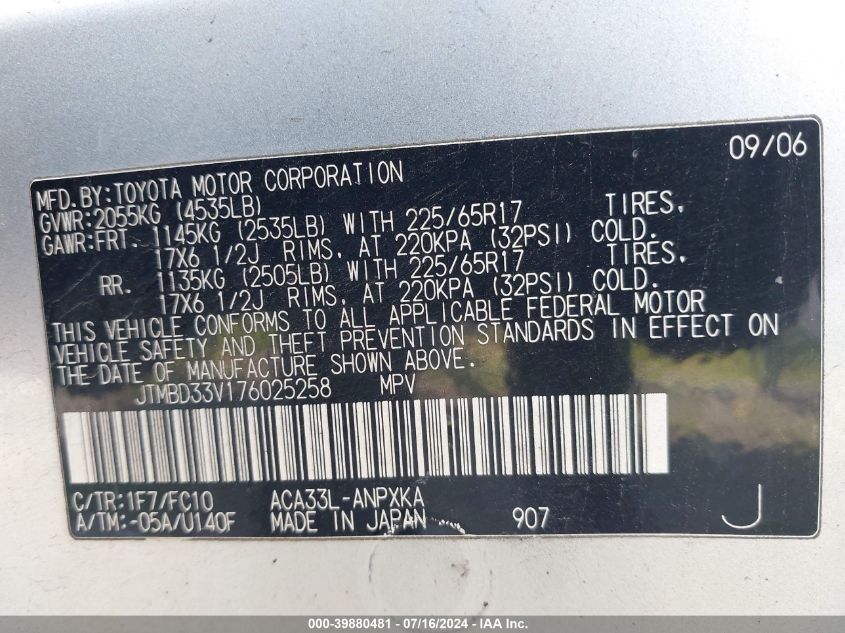 09/06
MFD.BY:TOYOTA MOTOR CORPORATION
GVWR:2055KG (4535LB)
GAWR:FRT. 1145KG (2535LB) WITH 225/65R17 TIRES.
17X6 1/2J RIMS, AT 220KPA (32PSI) COLD.
RR. 1135KG (2505LB) WITH 225/65R17 TIRES.
17X6 1/2J RIMS, AT 220KPA (32PSI) COLD.
THIS VEHICLE CONFORMS TO ALL APPLICABLE FEDERAL MOTOR
VEHICLE SAFETY AND THEFT PREVENTION STANDARDS IN EFFECT ON
THE DATE OF MANUFACTURE SHOWN ABOVE.
JTMBD33V176025258 MPV
C/TR:1F7/FC10 ACA33L-ANPXKA
A/TM:-05A/U140F MADE IN JAPAN 907 J
000-39880481 - 07/16/2024 - IAA Inc.